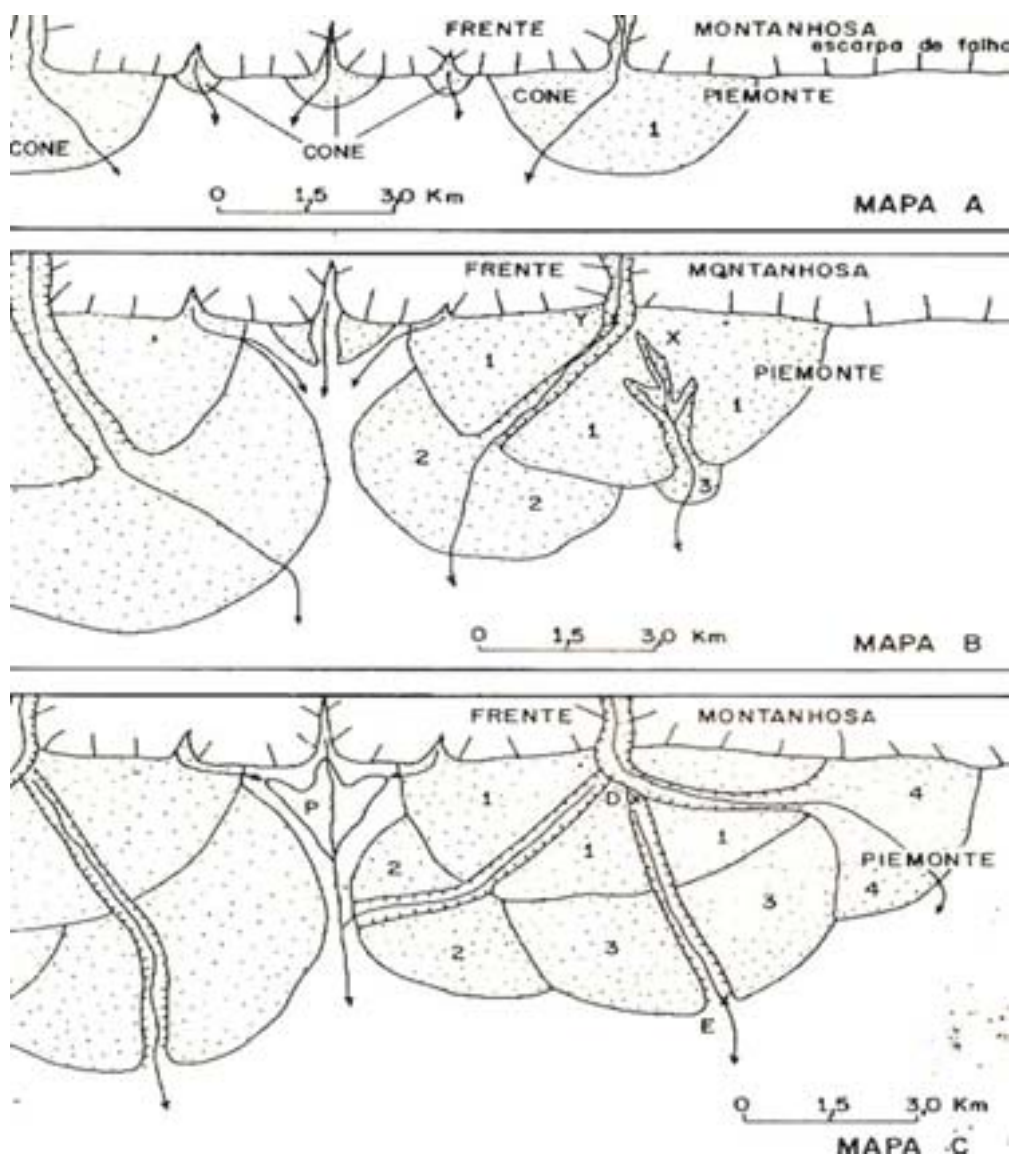 FRENTE MONTANHOSA
escarpa de falha
CONE PIEMONTE
CONE 1
CONE
0 1,5 3,0 Km
MAPA A
FRENTE MONTANHOSA
Y X
1 PIEMONTE
1 1
2
2 3
0 1,5 3,0 Km
MAPA B
FRENTE MONTANHOSA
P 1 D 4
1 1 PIEMONTE
2 4
3
2 3
E
0 1,5 3,0 Km
MAPA C